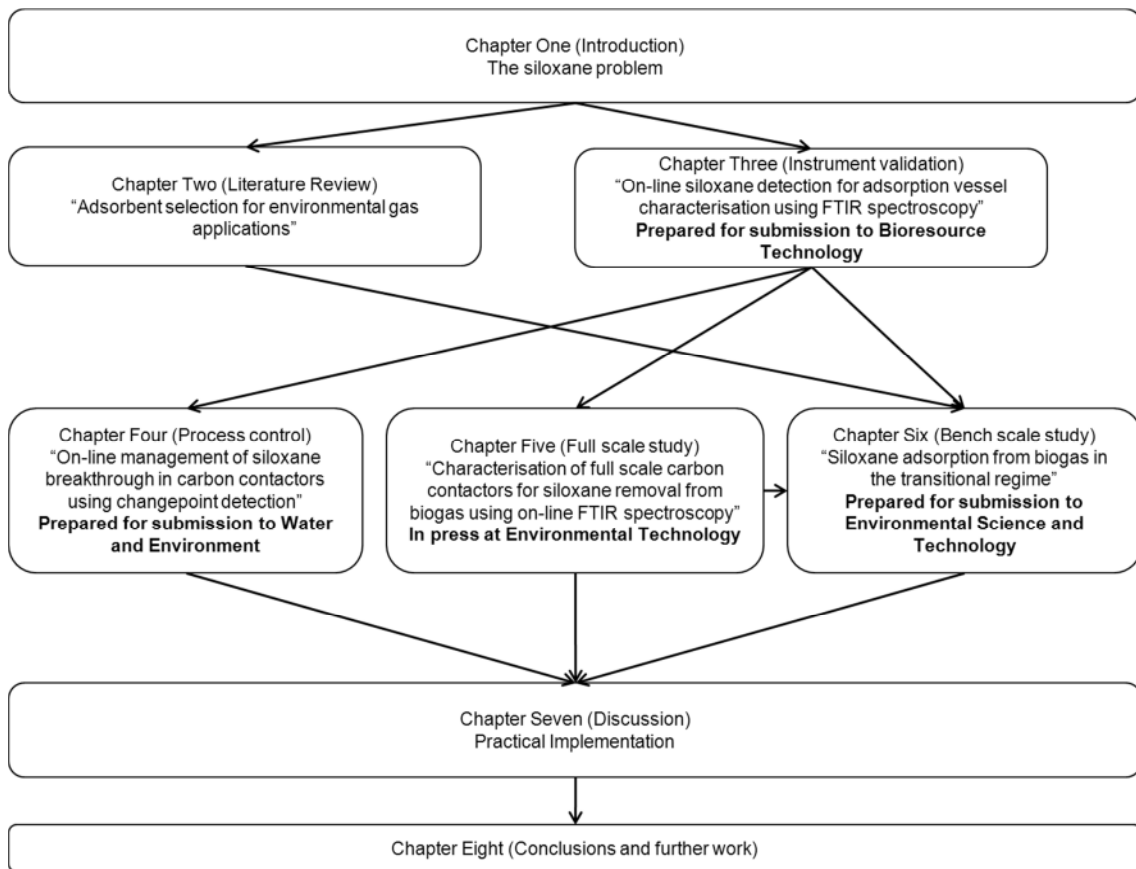 Chapter One (Introduction)
The siloxane problem
Chapter Two (Literature Review)
“Adsorbent selection for environmental gas
applications”
Chapter Three (Instrument validation)
“On-line siloxane detection for adsorption vessel
characterisation using FTIR spectroscopy”
Prepared for submission to Bioresource
Technology
Chapter Four (Process control)
“On-line management of siloxane
breakthrough in carbon contactors
using changepoint detection”
Prepared for submission to Water
and Environment
Chapter Five (Full scale study)
“Characterisation of full scale carbon
contactors for siloxane removal from
biogas using on-line FTIR spectroscopy”
In press at Environmental Technology
Chapter Six (Bench scale study)
“Siloxane adsorption from biogas in
the transitional regime”
Prepared for submission to
Environmental Science and
Technology
Chapter Seven (Discussion)
Practical Implementation
Chapter Eight (Conclusions and further work)